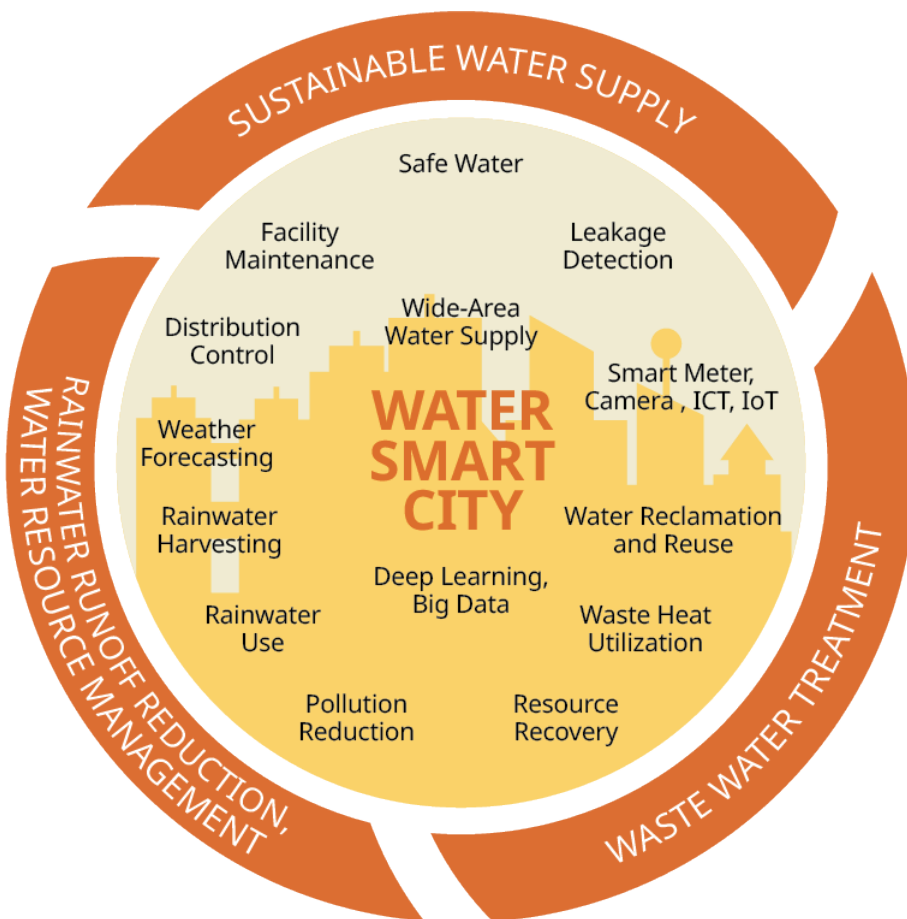 SUSTAINABLE WATER SUPPLY
Safe Water
Facility
Maintenance
Leakage
Detection
Wide-Area
Water Supply
Distribution
Control
Smart Meter,
Camera , ICT, IoT
WATER
SMART
CITY
Weather
Forecasting
Rainwater
Harvesting
Water Reclamation
and Reuse
Deep Learning,
Big Data
Rainwater
Use
Waste Heat
Utilization
Pollution
Reduction
Resource
Recovery
RAINWATER RUNOFF REDUCTION,
WATER RESOURCE MANAGEMENT
WASTE WATER TREATMENT